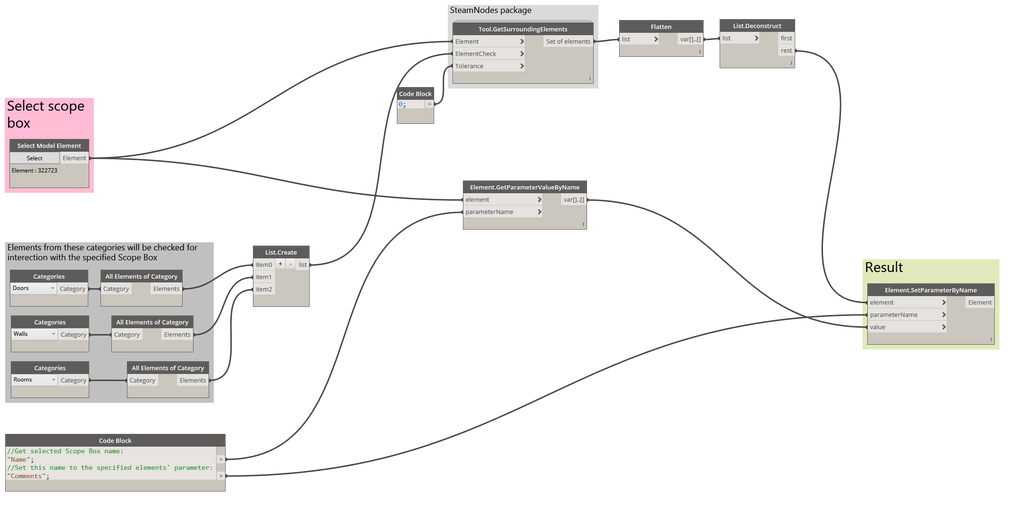 SteamNodes package
Tool.GetSurroundingElements
Element >
ElementCheck >
Tolerance >
Set of elements
Flatten
list > var[]..[]
List.Deconstruct
list > first
rest
Code Block
0; >
Select scope
box
Select Model Element
Select Element
Element : 322723
Element.GetParameterValueByName
element > var[]..[]
parameterName >
Elements from these categories will be checked for
interection with the specified Scope Box
Categories
Doors Category
All Elements of Category
Category Elements
Categories
Walls Category
All Elements of Category
Category Elements
Categories
Rooms Category
All Elements of Category
Category Elements
List.Create
item0 + - list
item1
item2
Result
Element.SetParameterByName
element > Element
parameterName >
value >
Code Block
//Get selected Scope Box name:
"Name"; >
//Set this name to the specified elements' parameter:
"Comments"; >